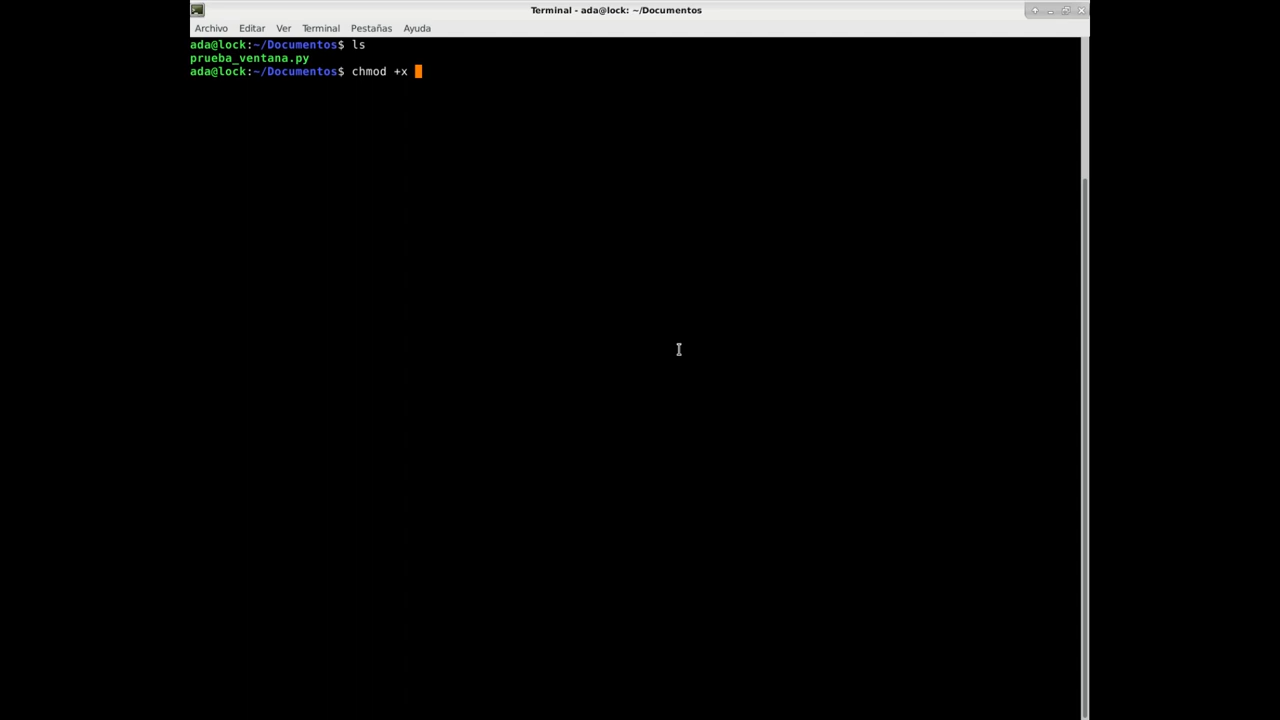 Terminal - ada@lock: ~/Documentos
Archivo Editar Ver Terminal Pestañas Ayuda
ada@lock:~/Documentos$ ls
prueba_ventana.py
ada@lock:~/Documentos$ chmod +x